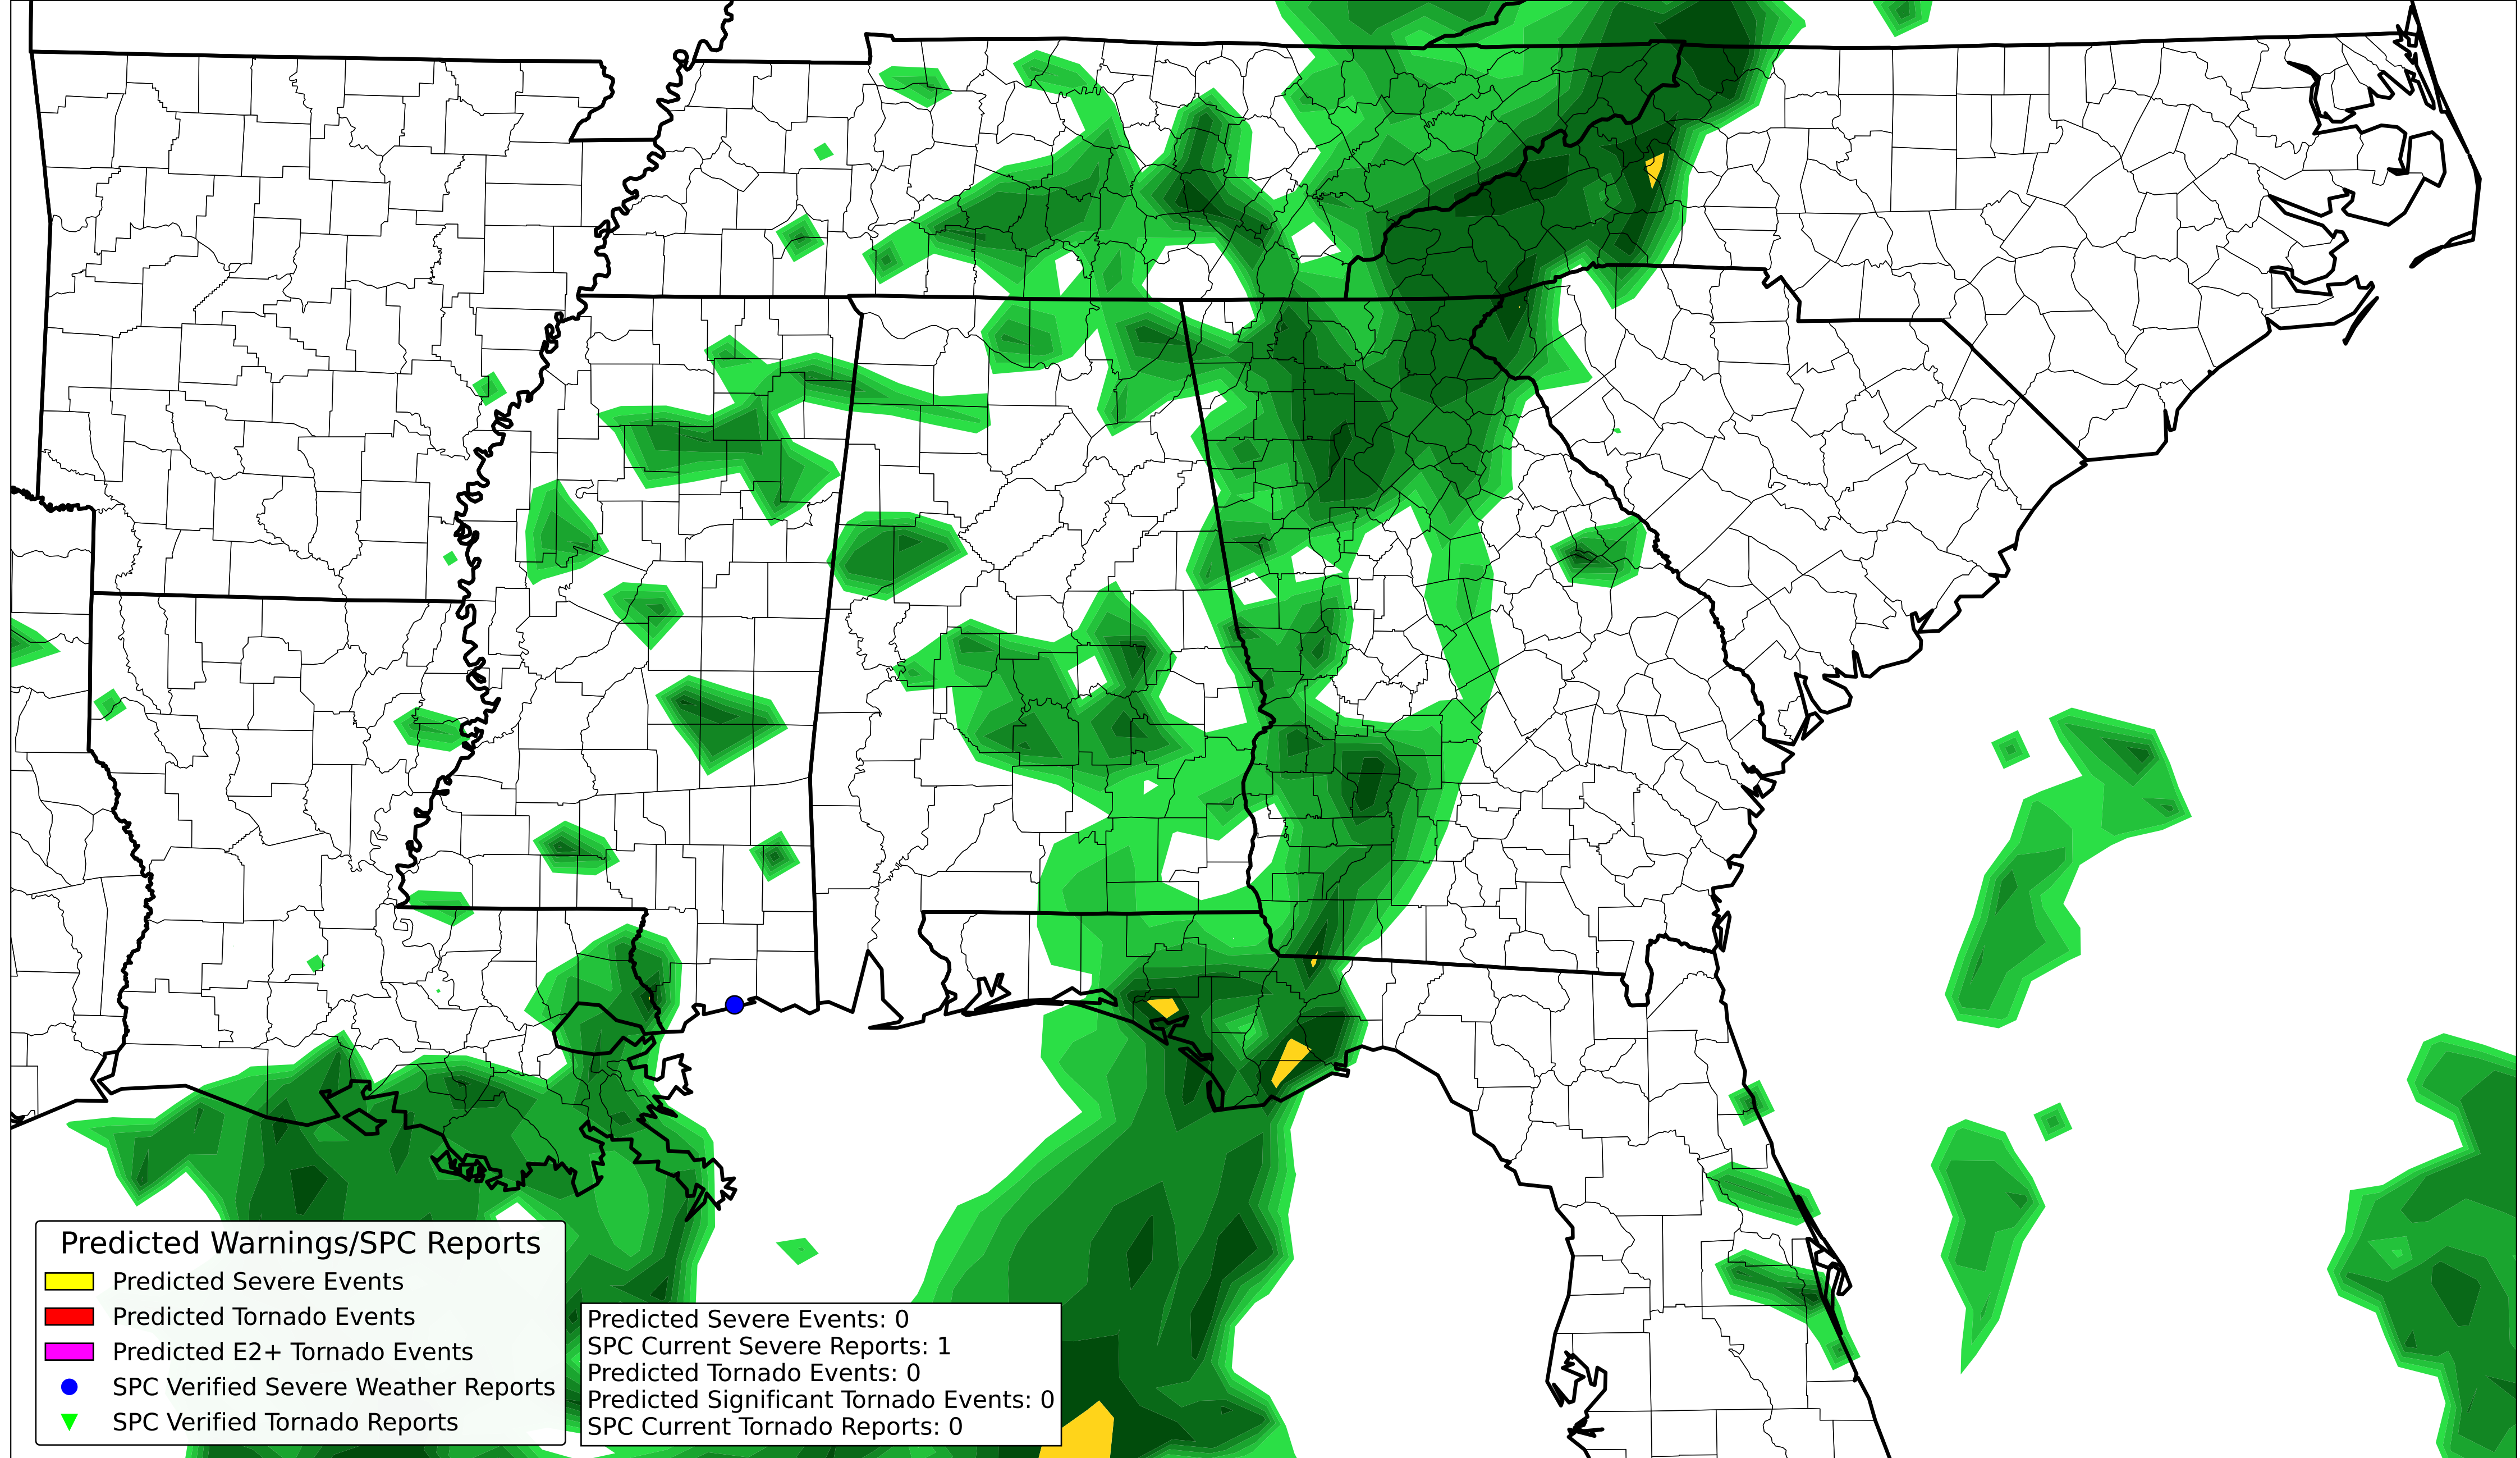 Predicted Warnings/SPC Reports
Predicted Severe Events
Predicted Tornado Events
Predicted E2+ Tornado Events
SPC Verified Severe Weather Reports
SPC Verified Tornado Reports
Predicted Severe Events: 0
SPC Current Severe Reports: 1
Predicted Tornado Events: 0
Predicted Significant Tornado Events: 0
SPC Current Tornado Reports: 0